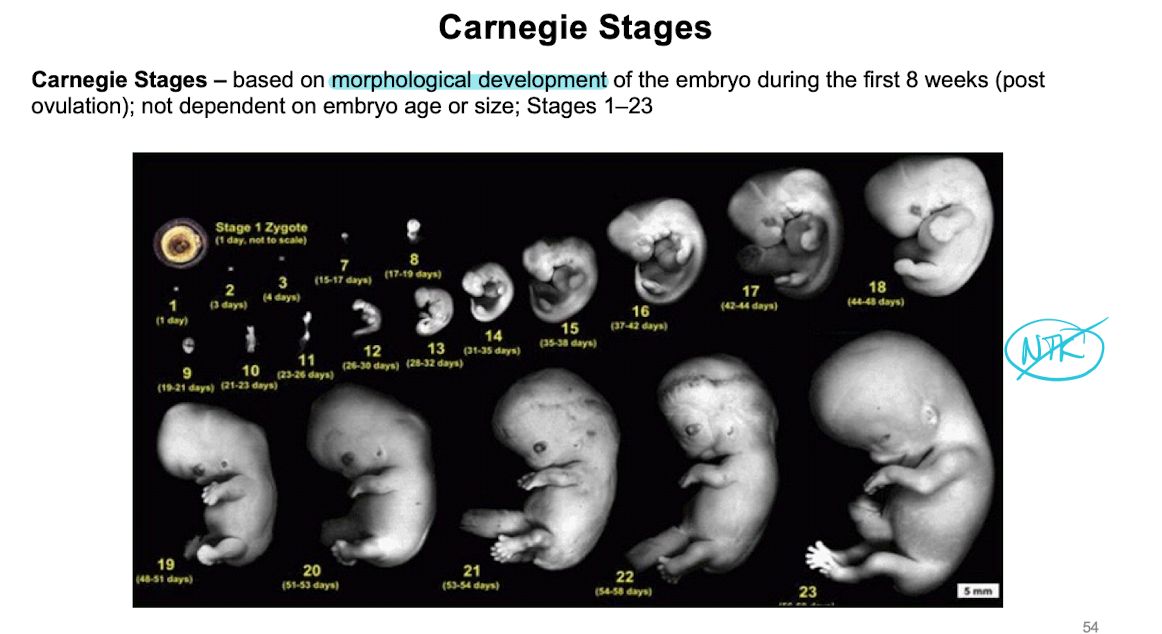 Carnegie Stages
Carnegie Stages – based on morphological development of the embryo during the first 8 weeks (post
ovulation); not dependent on embryo age or size; Stages 1–23
Stage 1 Zygote
(1 day, not to scale)
1
(1 day)
2
(3 days)
3
(4 days)
7
(15-17 days)
8
(17-19 days)
9
(19-21 days)
10
(21-23 days)
11
(23-26 days)
12
(26-30 days)
13
(28-32 days)
14
(31-35 days)
15
(35-38 days)
16
(37-42 days)
17
(42-44 days)
18
(44-48 days)
NTK
19
(48-51 days)
20
(51-53 days)
21
(53-54 days)
22
(54-58 days)
23
5 mm
54